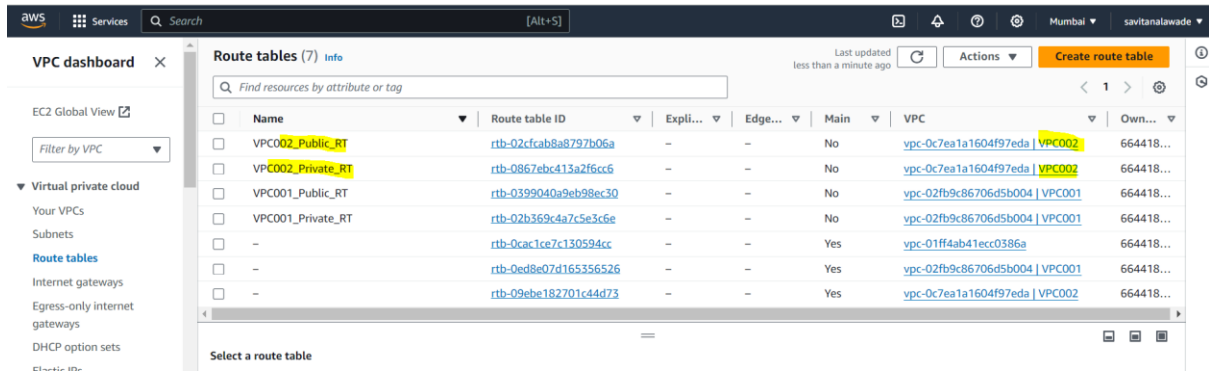 aws Services Search [Alt+S] Mumbai ▼ savitanalawade ▼
VPC dashboard ×
EC2 Global View
Filter by VPC ▼
▼ Virtual private cloud
Your VPCs
Subnets
Route tables
Internet gateways
Egress-only internet
gateways
DHCP option sets
Elastic IPs
Route tables (7) Info
Last updated
less than a minute ago
Actions ▼ Create route table
Find resources by attribute or tag
< 1 >
Name Route table ID Expli... Edge... Main VPC Own...
VPC002_Public_RT rtb-02cfcab8a8797b06a – – No vpc-0c7ea1a1604f97eda | VPC002 664418...
VPC002_Private_RT rtb-0867ebc413a2f6cc6 – – No vpc-0c7ea1a1604f97eda | VPC002 664418...
VPC001_Public_RT rtb-0399040a9eb98ec30 – – No vpc-02fb9c86706d5b004 | VPC001 664418...
VPC001_Private_RT rtb-02b369c4a7c5e3c6e – – No vpc-02fb9c86706d5b004 | VPC001 664418...
– rtb-0cac1ce7c130594cc – – Yes vpc-01ff4ab41ecc0386a 664418...
– rtb-0ed8e07d165356526 – – Yes vpc-02fb9c86706d5b004 | VPC001 664418...
– rtb-09ebe182701c44d73 – – Yes vpc-0c7ea1a1604f97eda | VPC002 664418...
Select a route table